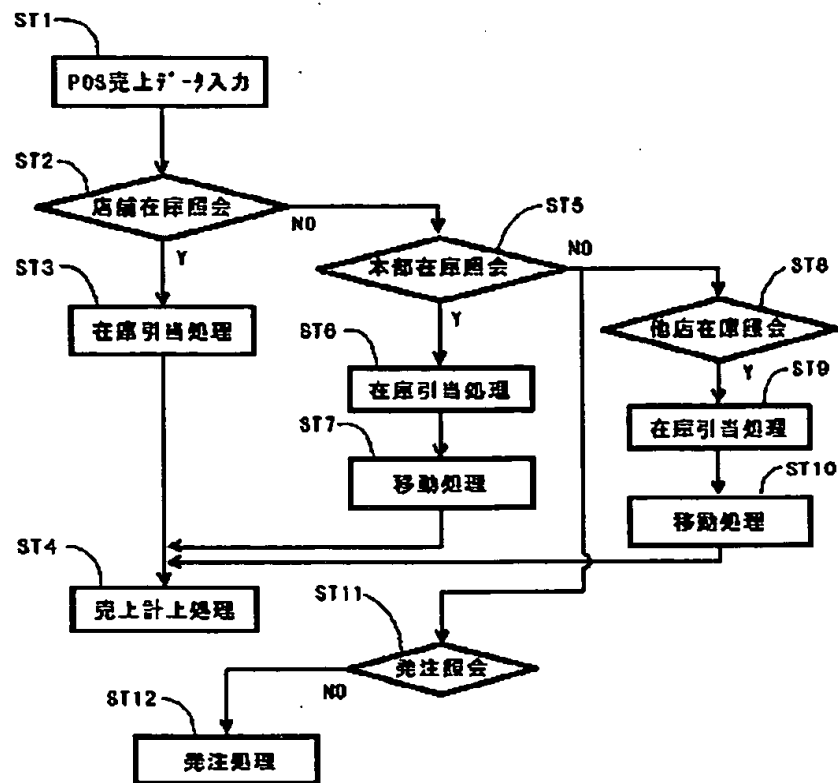 ST1
POS売上データ入力
ST2
店舗在庫照会
NO
Y
ST5
本部在庫照会
NO
Y
ST8
他店在庫照会
Y
ST3
在庫引当処理
ST6
在庫引当処理
ST9
在庫引当処理
ST7
移動処理
ST10
移動処理
ST4
売上計上処理
ST11
発注照会
NO
ST12
発注処理